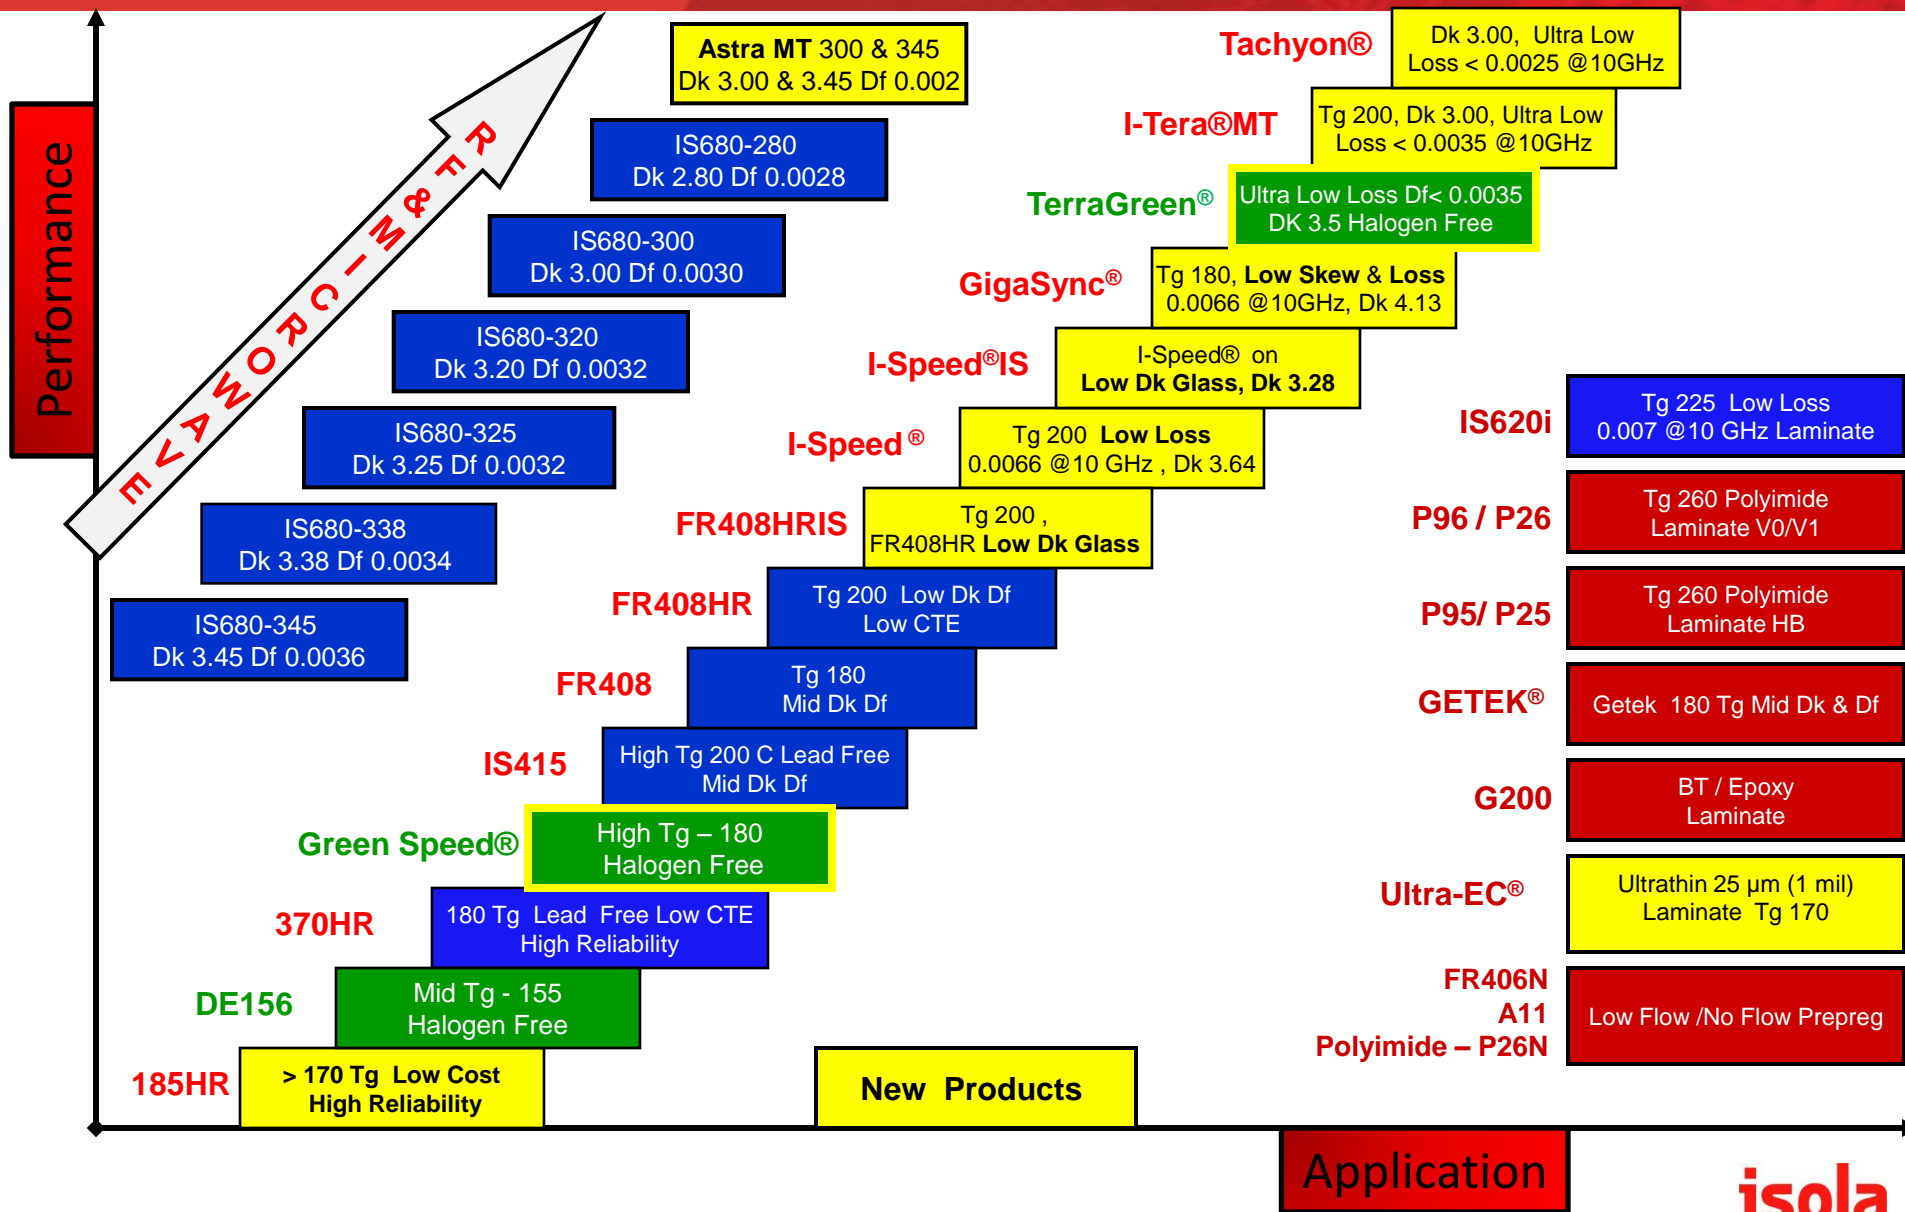 Performance
RF & MICROWAVE
Astra MT 300 & 345
Dk 3.00 & 3.45 Df 0.002
IS680-280
Dk 2.80 Df 0.0028
IS680-300
Dk 3.00 Df 0.0030
IS680-320
Dk 3.20 Df 0.0032
IS680-325
Dk 3.25 Df 0.0032
IS680-338
Dk 3.38 Df 0.0034
IS680-345
Dk 3.45 Df 0.0036
Tachyon®
Dk 3.00, Ultra Low
Loss < 0.0025 @10GHz
I-Tera®MT
Tg 200, Dk 3.00, Ultra Low
Loss < 0.0035 @10GHz
TerraGreen®
Ultra Low Loss Df< 0.0035
DK 3.5 Halogen Free
GigaSync®
Tg 180, Low Skew & Loss
0.0066 @10GHz, Dk 4.13
I-Speed®IS
I-Speed® on
Low Dk Glass, Dk 3.28
I-Speed ®
Tg 200 Low Loss
0.0066 @10 GHz , Dk 3.64
FR408HRIS
Tg 200 ,
FR408HR Low Dk Glass
FR408HR
Tg 200 Low Dk Df
Low CTE
FR408
Tg 180
Mid Dk Df
IS415
High Tg 200 C Lead Free
Mid Dk Df
Green Speed®
High Tg – 180
Halogen Free
370HR
180 Tg Lead Free Low CTE
High Reliability
DE156
Mid Tg - 155
Halogen Free
185HR
> 170 Tg Low Cost
High Reliability
New Products
IS620i
Tg 225 Low Loss
0.007 @10 GHz Laminate
P96 / P26
Tg 260 Polyimide
Laminate V0/V1
P95/ P25
Tg 260 Polyimide
Laminate HB
GETEK®
Getek 180 Tg Mid Dk & Df
G200
BT / Epoxy
Laminate
Ultra-EC®
Ultrathin 25 µm (1 mil)
Laminate Tg 170
FR406N
A11
Polyimide – P26N
Low Flow /No Flow Prepreg
Application
isola